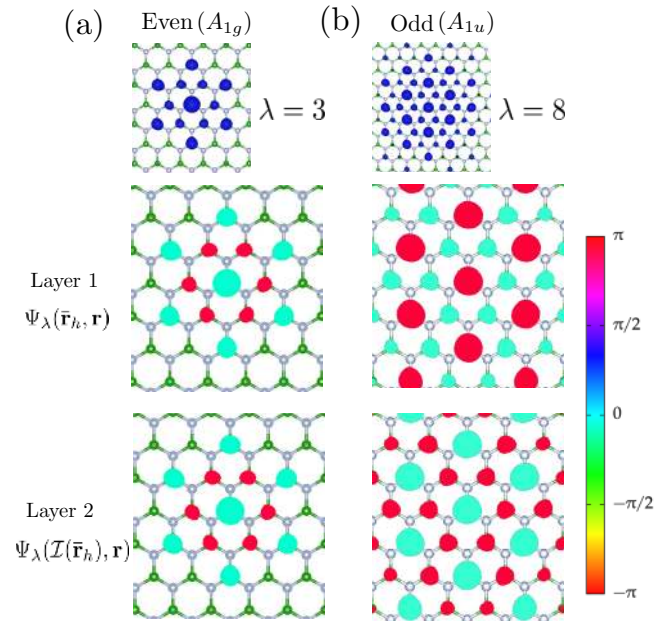 (a) Even (A₁g) (b) Odd (A₁ᵤ)
λ = 3 λ = 8
π
Layer 1
Ψλ(r̄ₕ, r)
π/2
0
−π/2
Layer 2
Ψλ(𝓘(r̄ₕ), r)
−π